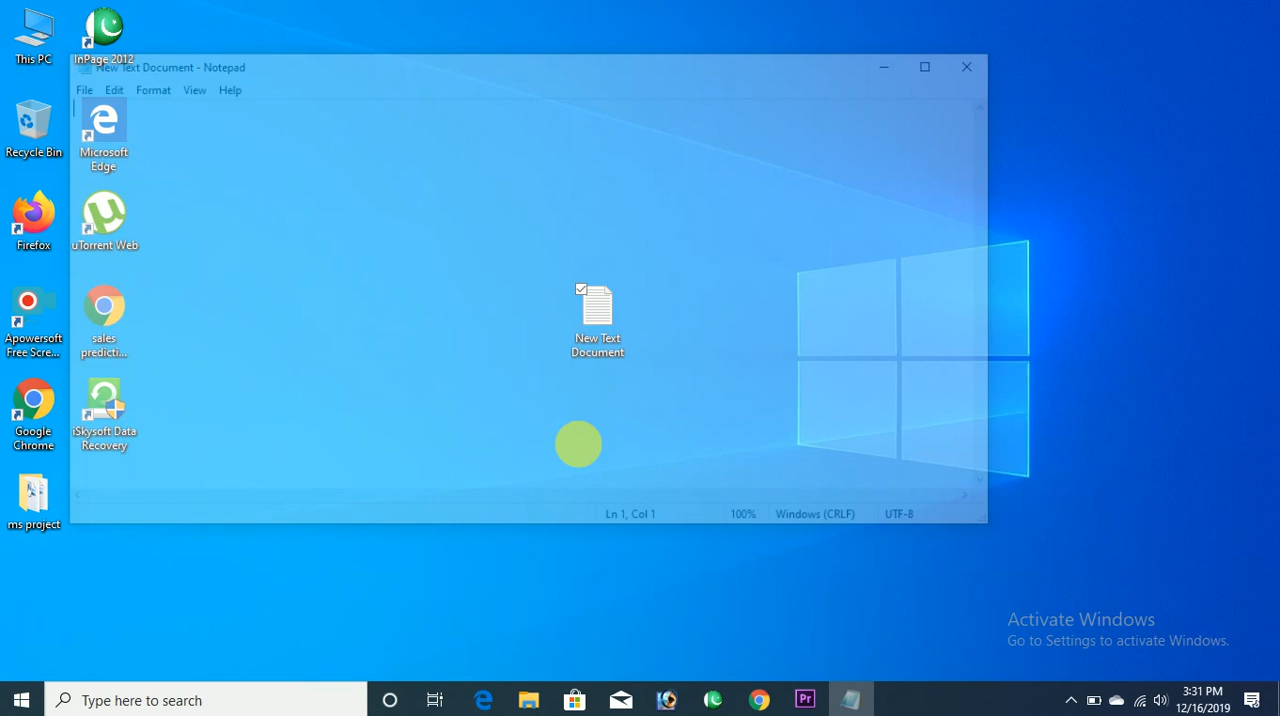 This PC
InPage 2012
New Text Document - Notepad
File Edit Format View Help
Microsoft
Edge
Recycle Bin
Firefox
uTorrent Web
Apowersoft
Free Scre...
sales
predicti...
New Text
Document
Google
Chrome
iSkysoft Data
Recovery
ms project
Ln 1, Col 1 100% Windows (CRLF) UTF-8
Activate Windows
Go to Settings to activate Windows.
Type here to search
Pr
3:31 PM
12/16/2019